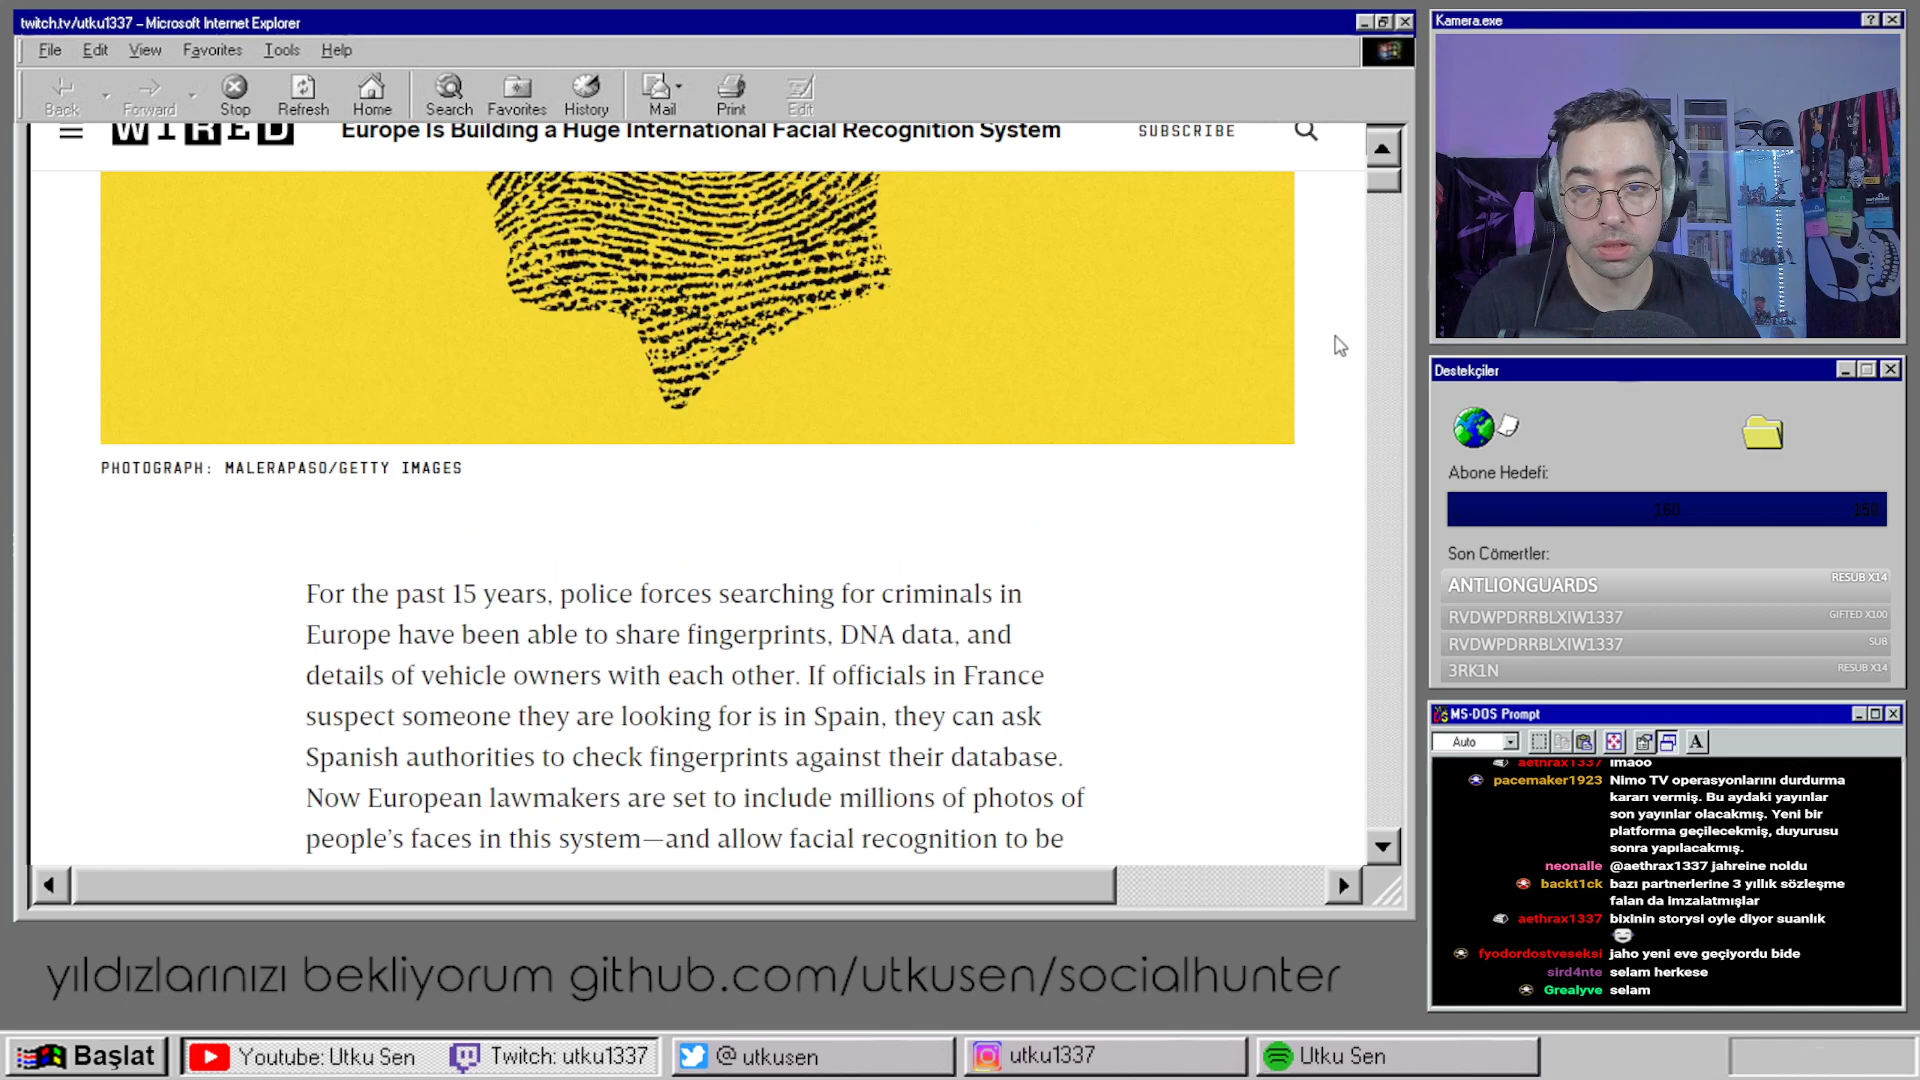 twitch.tv/utku1337 – Microsoft Internet Explorer
File Edit View Favorites Tools Help
Back Forward Stop Refresh Home Search Favorites History Mail Print Edit
WIRED Europe Is Building a Huge International Facial Recognition System SUBSCRIBE
PHOTOGRAPH: MALERAPASO/GETTY IMAGES
For the past 15 years, police forces searching for criminals in
Europe have been able to share fingerprints, DNA data, and
details of vehicle owners with each other. If officials in France
suspect someone they are looking for is in Spain, they can ask
Spanish authorities to check fingerprints against their database.
Now European lawmakers are set to include millions of photos of
people's faces in this system—and allow facial recognition to be
yıldızlarınızı bekliyorum github.com/utkusen/socialhunter
Kamera.exe
Destekçiler
Abone Hedefi:
160 150
Son Cömertler:
ANTLIONGUARDS RESUB X14
RVDWPDRRBLXIW1337 GIFTED X100
RVDWPDRRBLXIW1337 SUB
3RK1N RESUB X14
MS-DOS Prompt
Auto
A
aethrax1337 lmaoo
pacemaker1923 Nimo TV operasyonlarını durdurma
kararı vermiş. Bu aydaki yayınlar
son yayınlar olacakmış. Yeni bir
platforma geçilecekmiş, duyurusu
sonra yapılacakmış.
neonalle @aethrax1337 jahreine noldu
backt1ck bazı partnerlerine 3 yıllık sözleşme
falan da imzalatmışlar
aethrax1337 bixinin storysi oyle diyor suanlık
fyodordostveseksi jaho yeni eve geçiyordu bide
sird4nte selam herkese
Grealyve selam
Başlat Youtube: Utku Sen Twitch: utku1337 @utkusen utku1337 Utku Sen